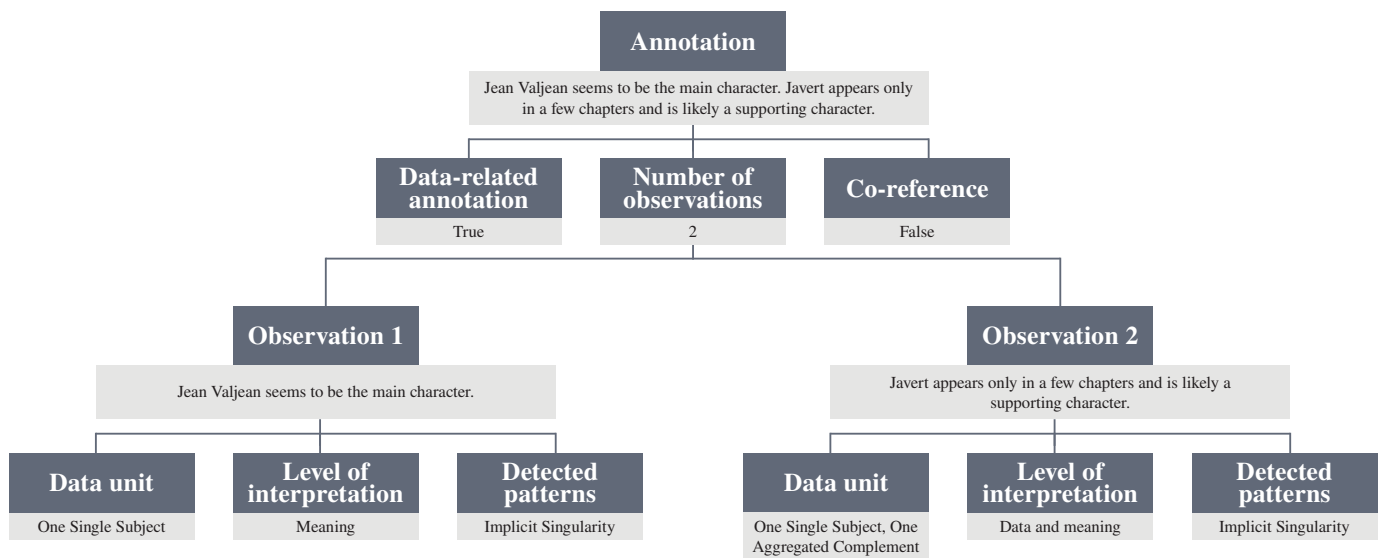 Annotation
Jean Valjean seems to be the main character. Javert appears only
in a few chapters and is likely a supporting character.
Data-related
annotation
True
Number of
observations
2
Co-reference
False
Observation 1
Jean Valjean seems to be the main character.
Data unit
One Single Subject
Level of
interpretation
Meaning
Detected
patterns
Implicit Singularity
Observation 2
Javert appears only in a few chapters and is likely a
supporting character.
Data unit
One Single Subject, One
Aggregated Complement
Level of
interpretation
Data and meaning
Detected
patterns
Implicit Singularity